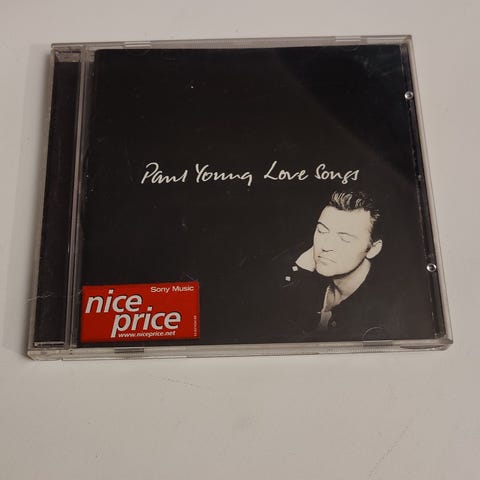 Paul Young Love Songs
Sony Music
nice
price
www.niceprice.net